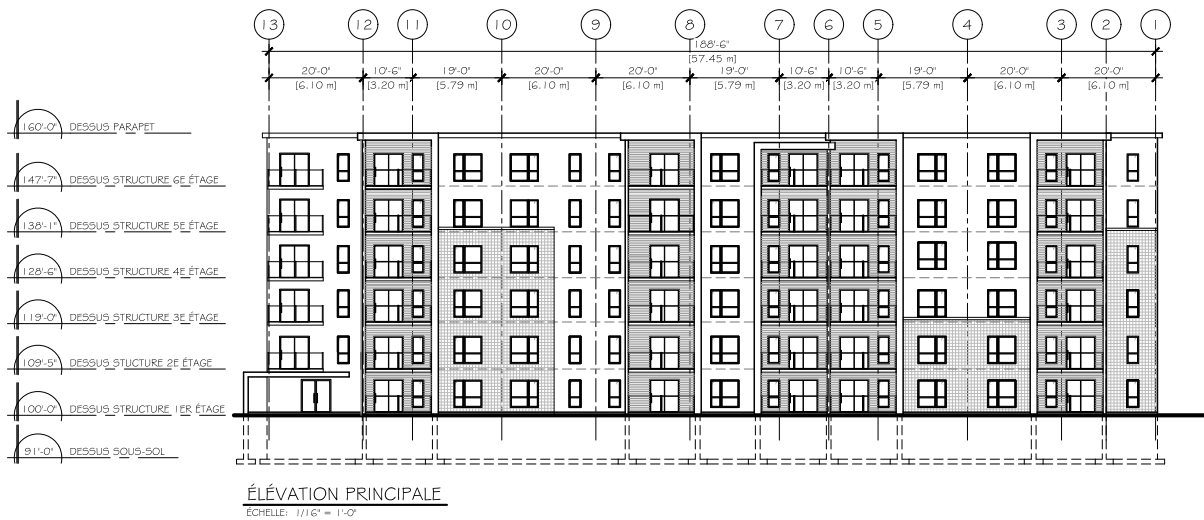 13 12 11 10 9 8 7 6 5 4 3 2 1
188'-6"
[57.45 m]
20'-0" 10'-6" 19'-0" 20'-0" 20'-0" 19'-0" 10'-6" 10'-6" 19'-0" 20'-0" 20'-0"
[6.10 m] [3.20 m] [5.79 m] [6.10 m] [6.10 m] [5.79 m] [3.20 m] [3.20 m] [5.79 m] [6.10 m] [6.10 m]
160'-0" DESSUS PARAPET
147'-7" DESSUS STRUCTURE 6E ÉTAGE
138'-1" DESSUS STRUCTURE 5E ÉTAGE
128'-6" DESSUS STRUCTURE 4E ÉTAGE
119'-0" DESSUS STRUCTURE 3E ÉTAGE
109'-5" DESSUS STUCTURE 2E ÉTAGE
100'-0" DESSUS STRUCTURE 1ER ÉTAGE
91'-0" DESSUS SOUS-SOL
ÉLÉVATION PRINCIPALE
ÉCHELLE: 1/16" = 1'-0"